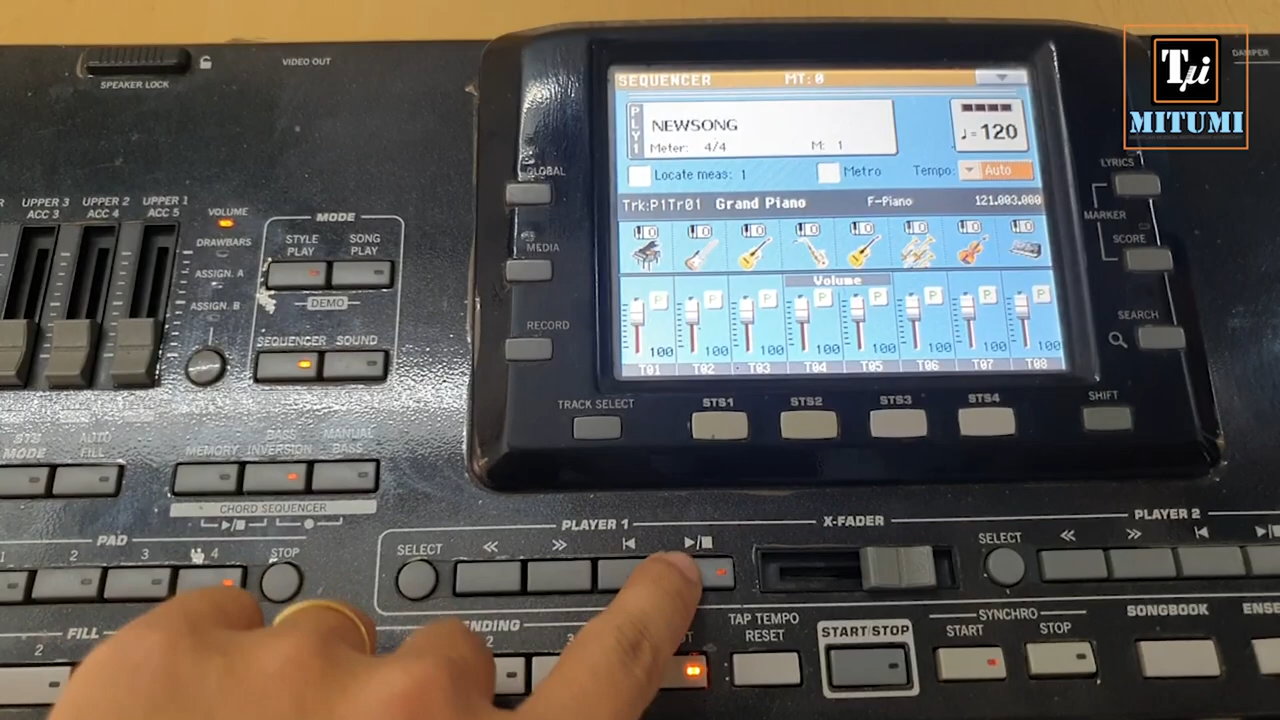 SPEAKER LOCK
VIDEO OUT
Tμi
MITUMI
DAMPER
SEQUENCER MT:0
PLY1
NEWSONG
Meter: 4/4 M: 1
♩=120
Locate meas: 1 Metro Tempo: Auto
Trk:P1Tr01 Grand Piano F-Piano 121.003.000
Volume
P P P P P P P P
100 100 100 100 100 100 100 100
T01 T02 T03 T04 T05 T06 T07 T08
GLOBAL
MEDIA
RECORD
LYRICS
MARKER
SCORE
SEARCH
SHIFT
TRACK SELECT
STS1 STS2 STS3 STS4
UPPER 3 UPPER 2 UPPER 1
ACC 3 ACC 4 ACC 5
VOLUME
DRAWBARS
ASSIGN. A
ASSIGN. B
MODE
STYLE PLAY
SONG PLAY
DEMO
SEQUENCER SOUND
STS MODE
AUTO FILL
MEMORY
BASS INVERSION
MANUAL BASS
CHORD SEQUENCER
PAD
1 2 3 4 STOP
PLAYER 1
SELECT
X-FADER
PLAYER 2
SELECT
FILL
2
ENDING
2 3
TAP TEMPO
RESET
START/STOP
SYNCHRO
START STOP
SONGBOOK